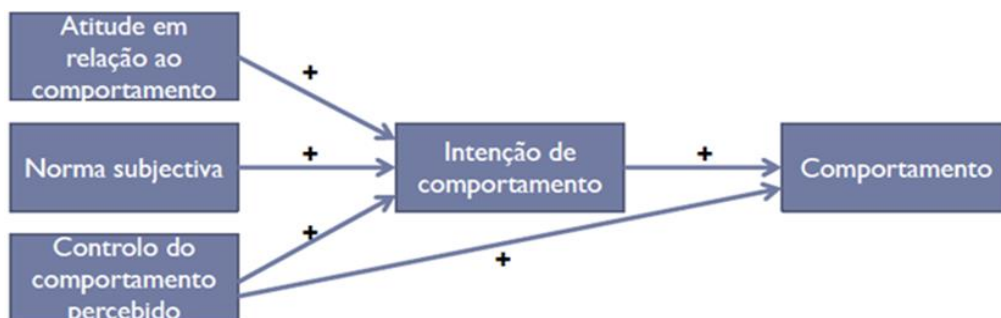 Atitude em
relação ao
comportamento
+
Norma subjectiva
+
Intenção de
comportamento
+
Comportamento
Controlo do
comportamento
percebido
+
+